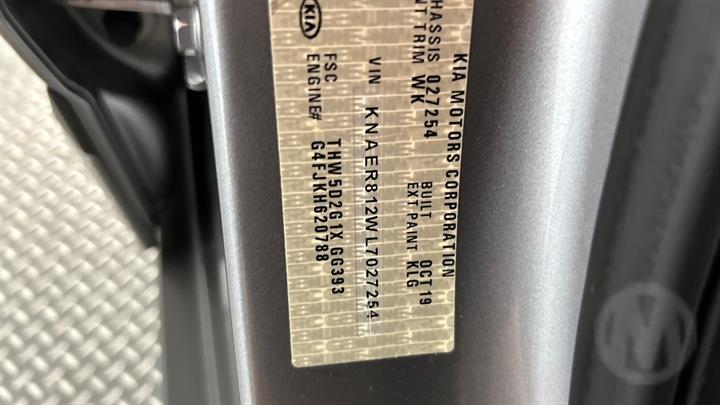 KIA MOTORS CORPORATION
CHASSIS 027254 BUILT OCT19
INT.TRIM WK EXT.PAINT KLG
VIN KNAER812WL7027254
FSC THW5D2G1X GG393
ENGINE# G4FJKH620788
KIA
M